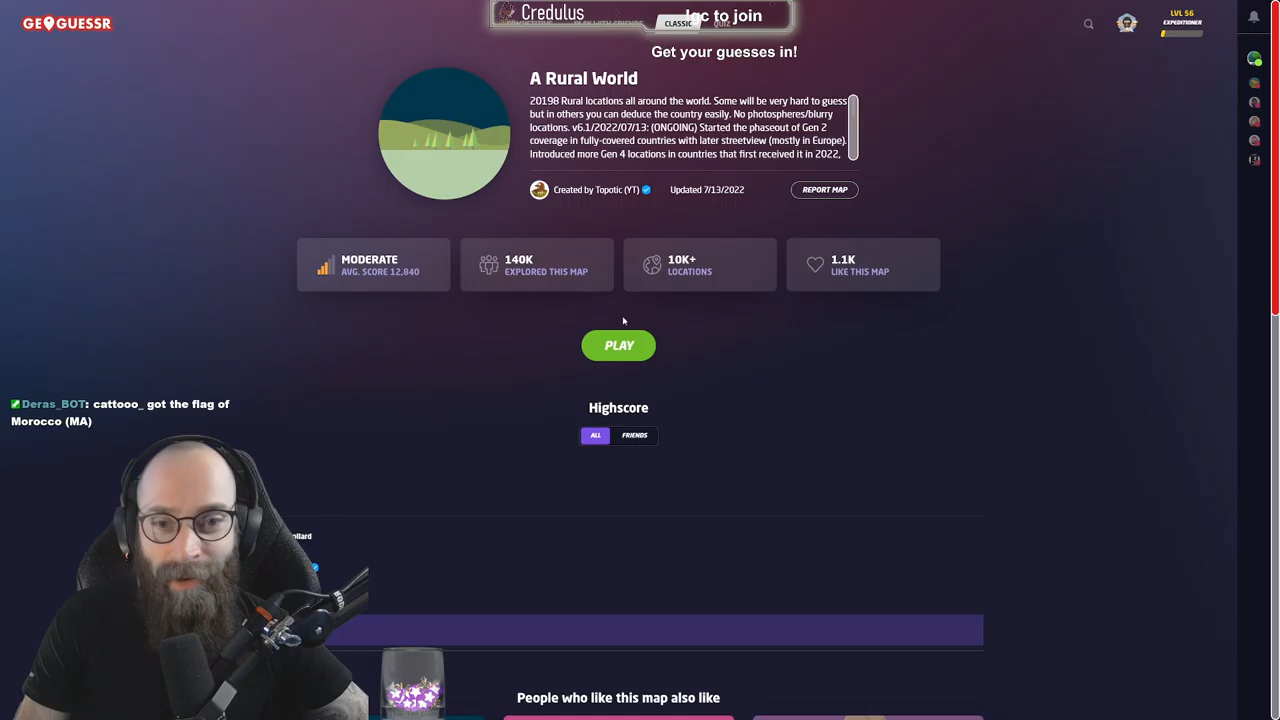 GEOGUESSR
Credulus
CLASSIC
QUIZ
!gc to join
LVL 56
EXPEDITIONER
Get your guesses in!
A Rural World
20198 Rural locations all around the world. Some will be very hard to guess
but in others you can deduce the country easily. No photospheres/blurry
locations. v6.1/2022/07/13: (ONGOING) Started the phaseout of Gen 2
coverage in fully-covered countries with later streetview (mostly in Europe).
Introduced more Gen 4 locations in countries that first received it in 2022,
Created by Topotic (YT)
Updated 7/13/2022
REPORT MAP
MODERATE
AVG. SCORE 12,840
140K
EXPLORED THIS MAP
10K+
LOCATIONS
1.1K
LIKE THIS MAP
PLAY
Highscore
ALL
FRIENDS
Deras_BOT: cattooo_ got the flag of
Morocco (MA)
ollard
People who like this map also like